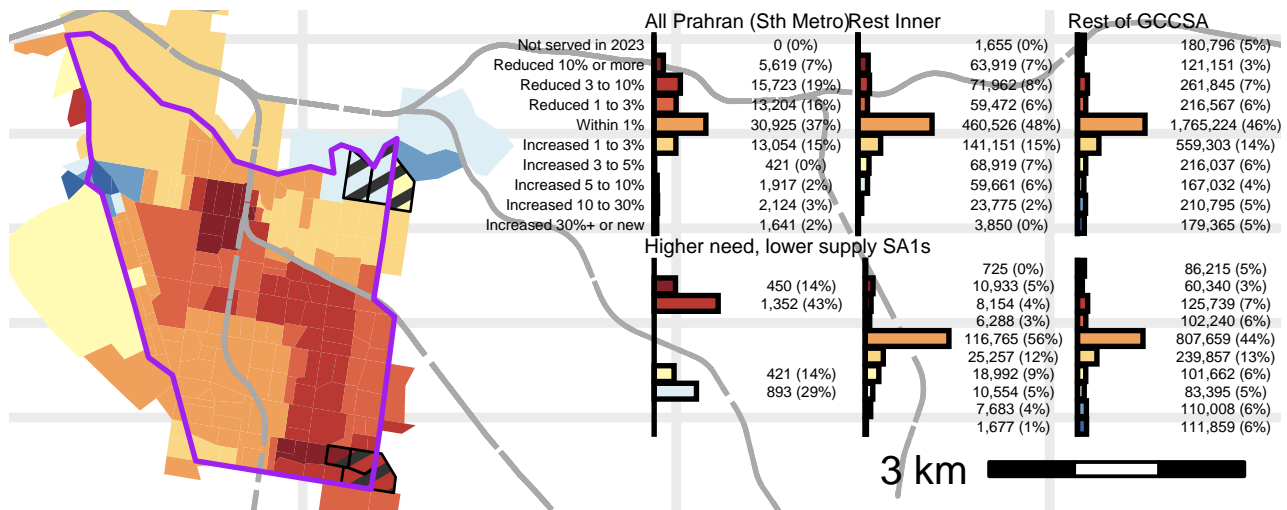 All Prahran (Sth Metro) Rest Inner Rest of GCCSA
Not served in 2023 0 (0%) 1,655 (0%) 180,796 (5%)
Reduced 10% or more 5,619 (7%) 63,919 (7%) 121,151 (3%)
Reduced 3 to 10% 15,723 (19%) 71,962 (8%) 261,845 (7%)
Reduced 1 to 3% 13,204 (16%) 59,472 (6%) 216,567 (6%)
Within 1% 30,925 (37%) 460,526 (48%) 1,765,224 (46%)
Increased 1 to 3% 13,054 (15%) 141,151 (15%) 559,303 (14%)
Increased 3 to 5% 421 (0%) 68,919 (7%) 216,037 (6%)
Increased 5 to 10% 1,917 (2%) 59,661 (6%) 167,032 (4%)
Increased 10 to 30% 2,124 (3%) 23,775 (2%) 210,795 (5%)
Increased 30%+ or new 1,641 (2%) 3,850 (0%) 179,365 (5%)
Higher need, lower supply SA1s
725 (0%) 86,215 (5%)
450 (14%) 10,933 (5%) 60,340 (3%)
1,352 (43%) 8,154 (4%) 125,739 (7%)
6,288 (3%) 102,240 (6%)
116,765 (56%) 807,659 (44%)
25,257 (12%) 239,857 (13%)
421 (14%) 18,992 (9%) 101,662 (6%)
893 (29%) 10,554 (5%) 83,395 (5%)
7,683 (4%) 110,008 (6%)
1,677 (1%) 111,859 (6%)
3 km